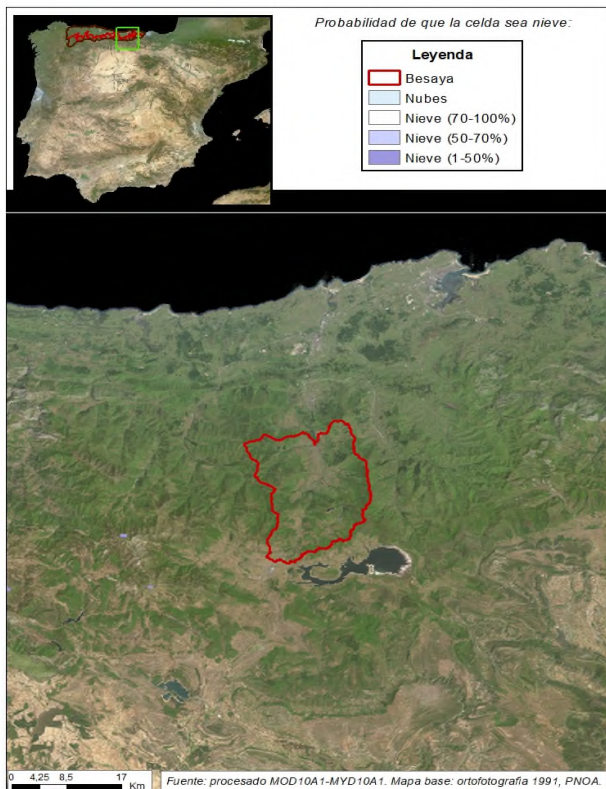 Probabilidad de que la celda sea nieve:
Leyenda
Besaya
Nubes
Nieve (70-100%)
Nieve (50-70%)
Nieve (1-50%)
0 4,25 8,5 17
Km
Fuente: procesado MOD10A1-MYD10A1. Mapa base: ortofotografia 1991, PNOA.